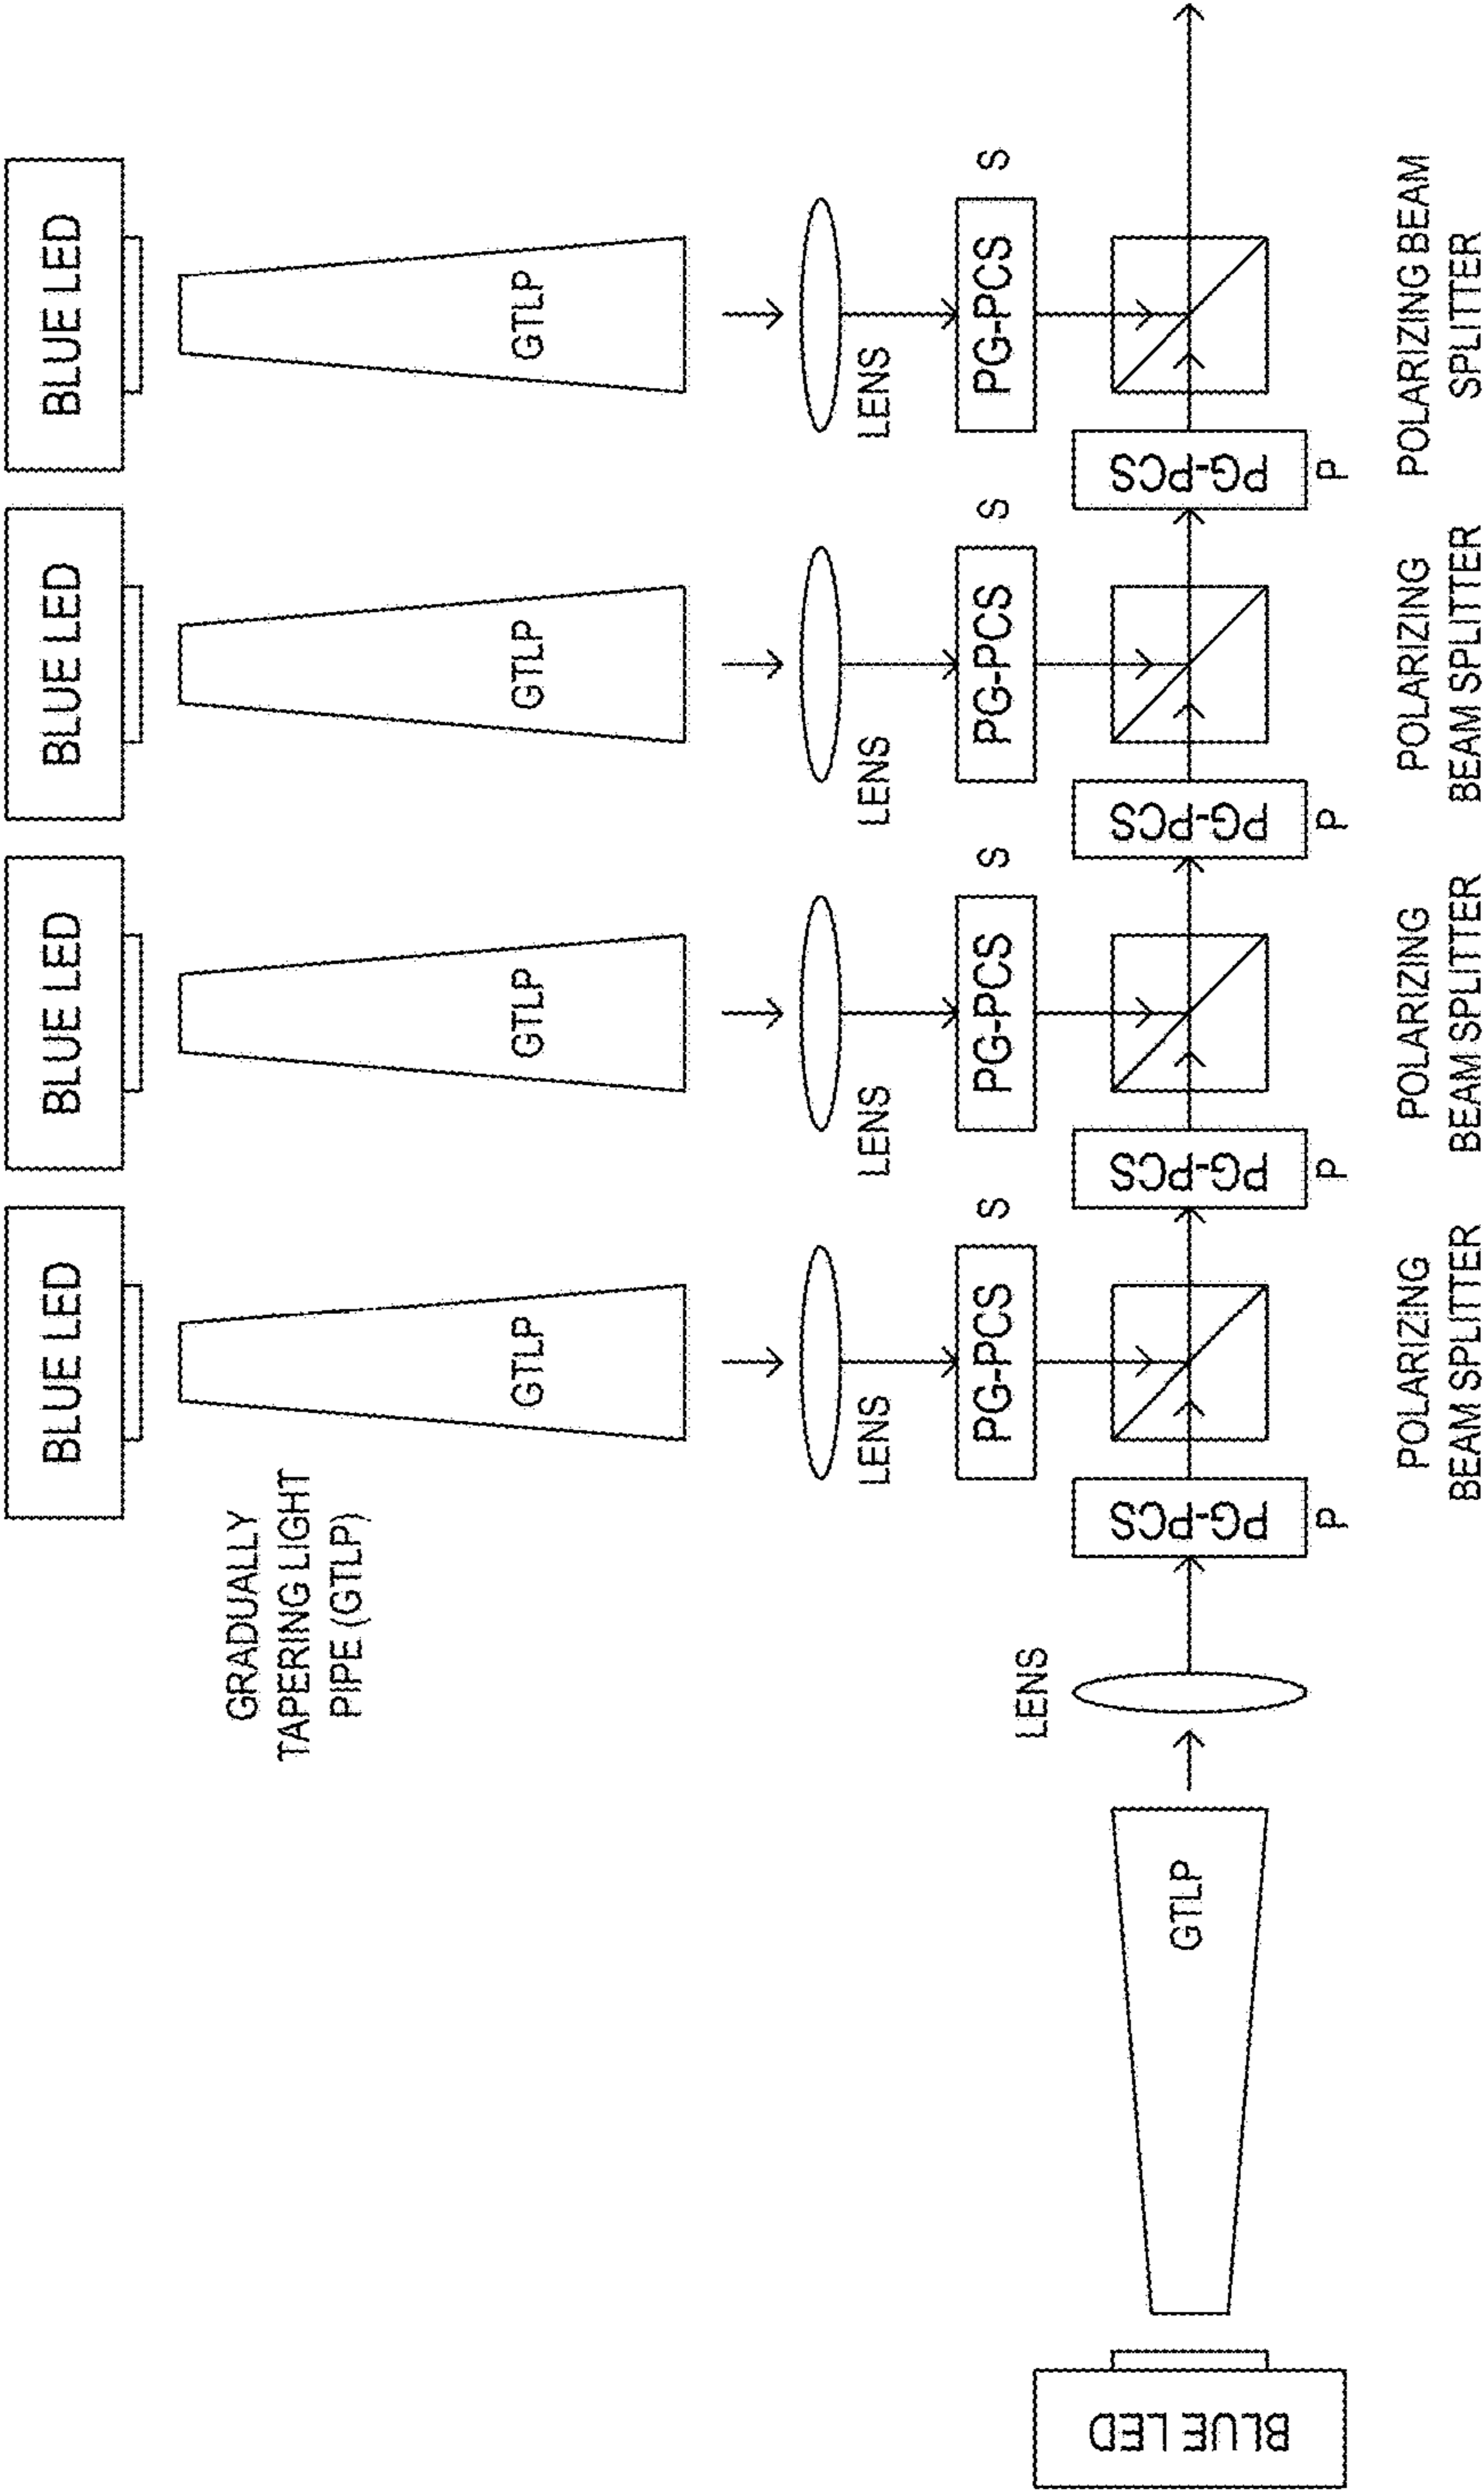 BLUE LED
BLUE LED
BLUE LED
BLUE LED
GRADUALLY
TAPERING LIGHT
PIPE (GTLP)
GTLP
GTLP
GTLP
GTLP
LENS
LENS
LENS
LENS
PG-PCS
S
PG-PCS
S
PG-PCS
S
PG-PCS
S
BLUE LED
GTLP
LENS
PG-PCS
P
PG-PCS
P
PG-PCS
P
PG-PCS
P
POLARIZING
BEAM SPLITTER
POLARIZING
BEAM SPLITTER
POLARIZING
BEAM SPLITTER
POLARIZING BEAM
SPLITTER